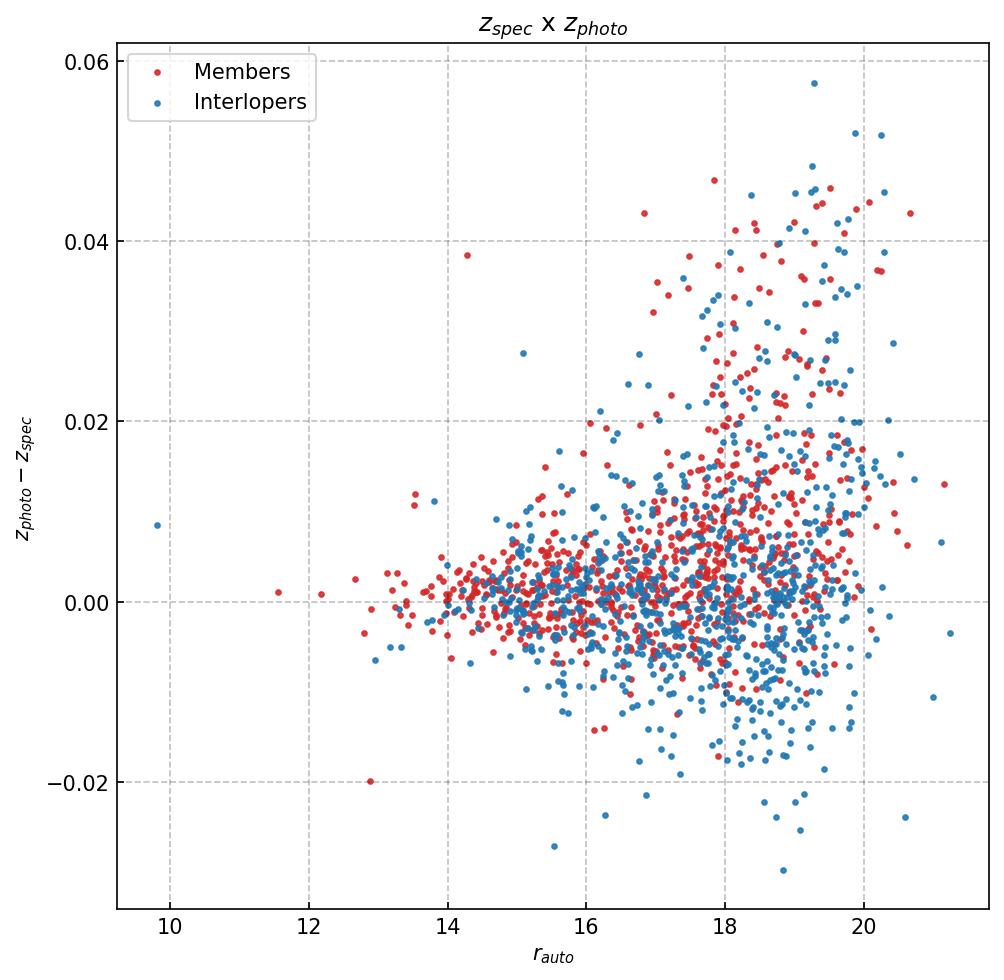 z_spec x z_photo
Members
Interlopers
z_photo − z_spec
0.06
0.04
0.02
0.00
−0.02
10 12 14 16 18 20
r_auto